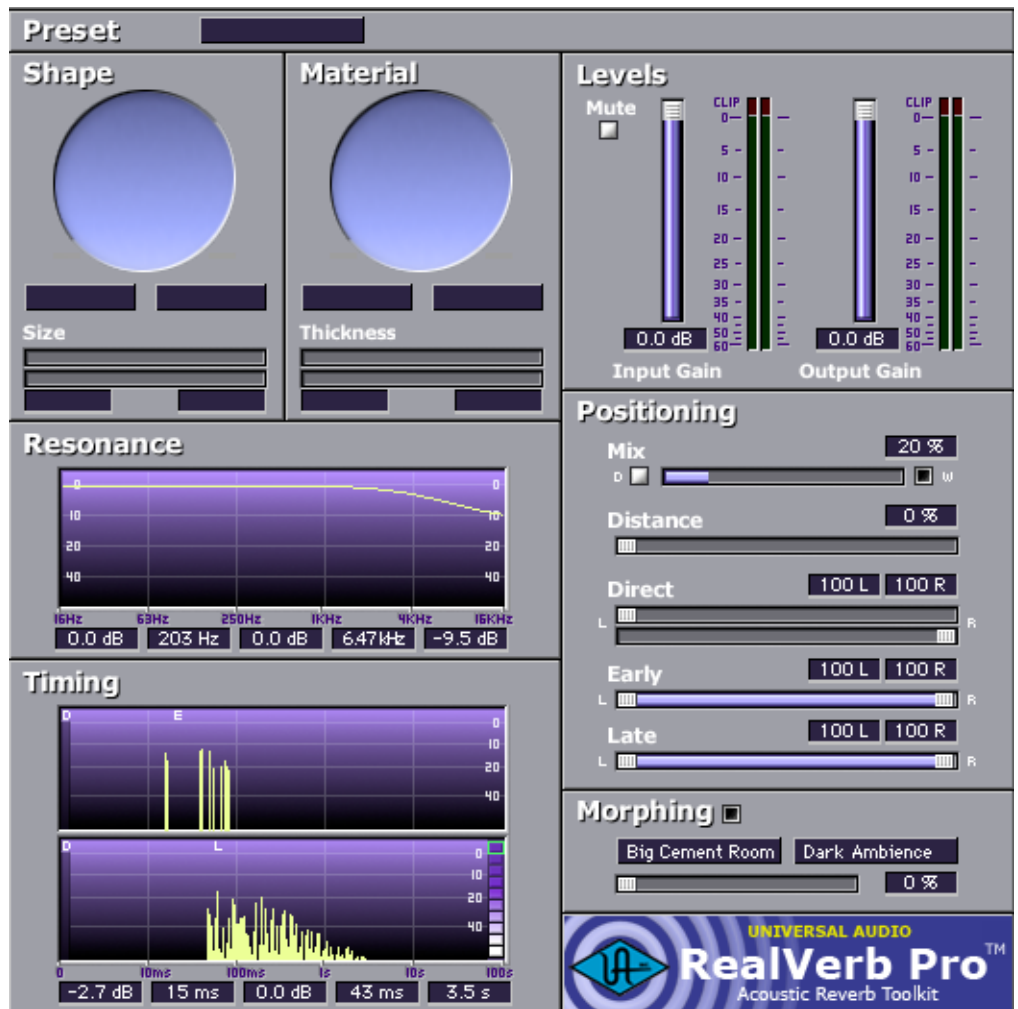 Preset
Shape
Material
Size
Thickness
Levels
Mute
CLIP CLIP
0 0
5 5
10 10
15 15
20 20
25 25
30 30
35 35
40 40
50 50
60 60
0.0 dB 0.0 dB
Input Gain Output Gain
Resonance
0 0
10 10
20 20
40 40
16Hz 63Hz 250Hz 1KHz 4KHz 16KHz
0.0 dB 203 Hz 0.0 dB 6.47kHz -9.5 dB
Positioning
Mix 20 %
D W
Distance 0 %
Direct 100 L 100 R
L R
Early 100 L 100 R
L R
Late 100 L 100 R
L R
Timing
D E
0
10
20
40
D L
0
10
20
40
0 10ms 100ms 1s 10s 100s
-2.7 dB 15 ms 0.0 dB 43 ms 3.5 s
Morphing
Big Cement Room Dark Ambience
0 %
UNIVERSAL AUDIO
RealVerb Pro™
Acoustic Reverb Toolkit